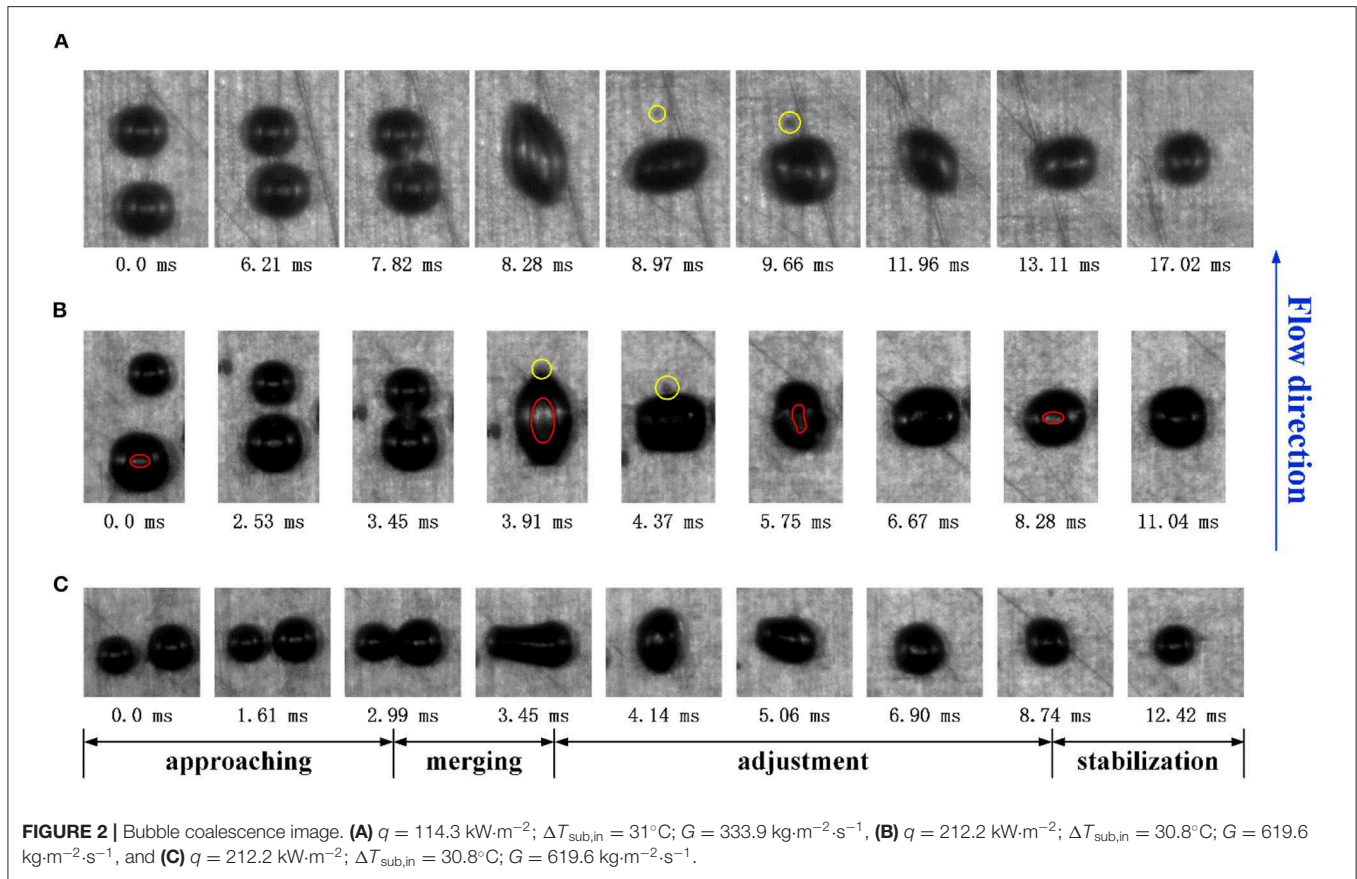 A
0.0 ms 6.21 ms 7.82 ms 8.28 ms 8.97 ms 9.66 ms 11.96 ms 13.11 ms 17.02 ms
B
0.0 ms 2.53 ms 3.45 ms 3.91 ms 4.37 ms 5.75 ms 6.67 ms 8.28 ms 11.04 ms
Flow direction
C
0.0 ms 1.61 ms 2.99 ms 3.45 ms 4.14 ms 5.06 ms 6.90 ms 8.74 ms 12.42 ms
approaching merging adjustment stabilization
FIGURE 2 | Bubble coalescence image. (A) q = 114.3 kW·m−2; ΔTsub,in = 31°C; G = 333.9 kg·m−2·s−1, (B) q = 212.2 kW·m−2; ΔTsub,in = 30.8°C; G = 619.6
kg·m−2·s−1, and (C) q = 212.2 kW·m−2; ΔTsub,in = 30.8°C; G = 619.6 kg·m−2·s−1.